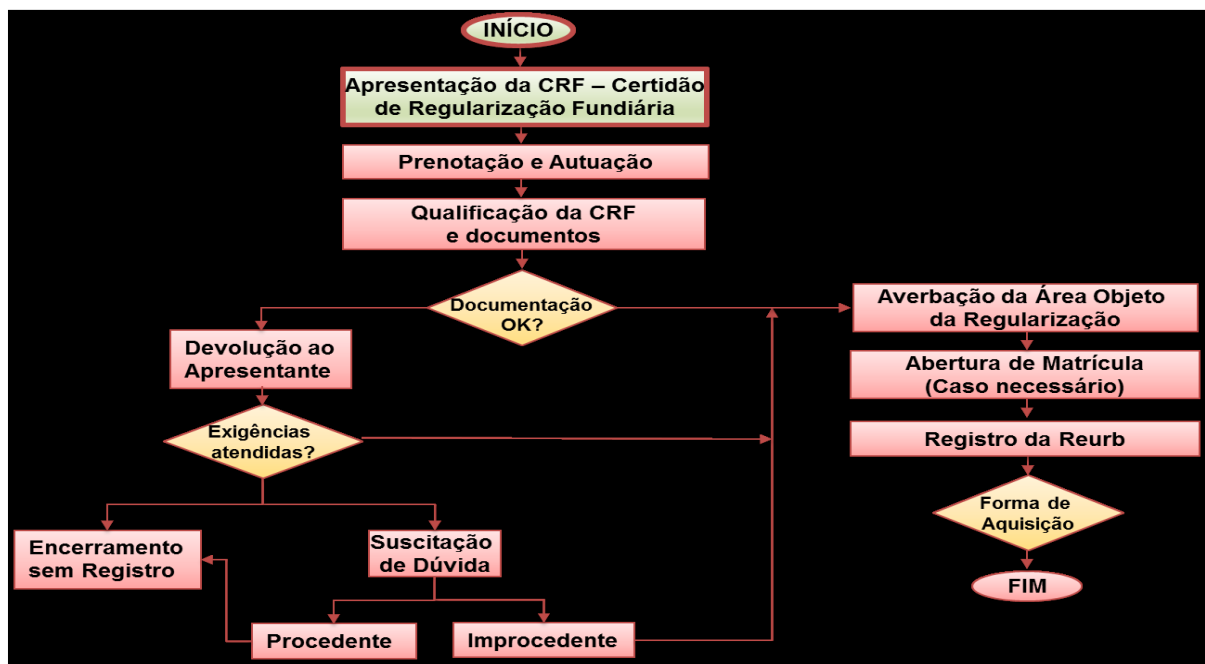 INÍCIO
Apresentação da CRF – Certidão
de Regularização Fundiária
Prenotação e Autuação
Qualificação da CRF
e documentos
Documentação
OK?
Devolução ao
Apresentante
Exigências
atendidas?
Encerramento
sem Registro
Suscitação
de Dúvida
Procedente
Improcedente
Averbação da Área Objeto
da Regularização
Abertura de Matrícula
(Caso necessário)
Registro da Reurb
Forma de
Aquisição
FIM